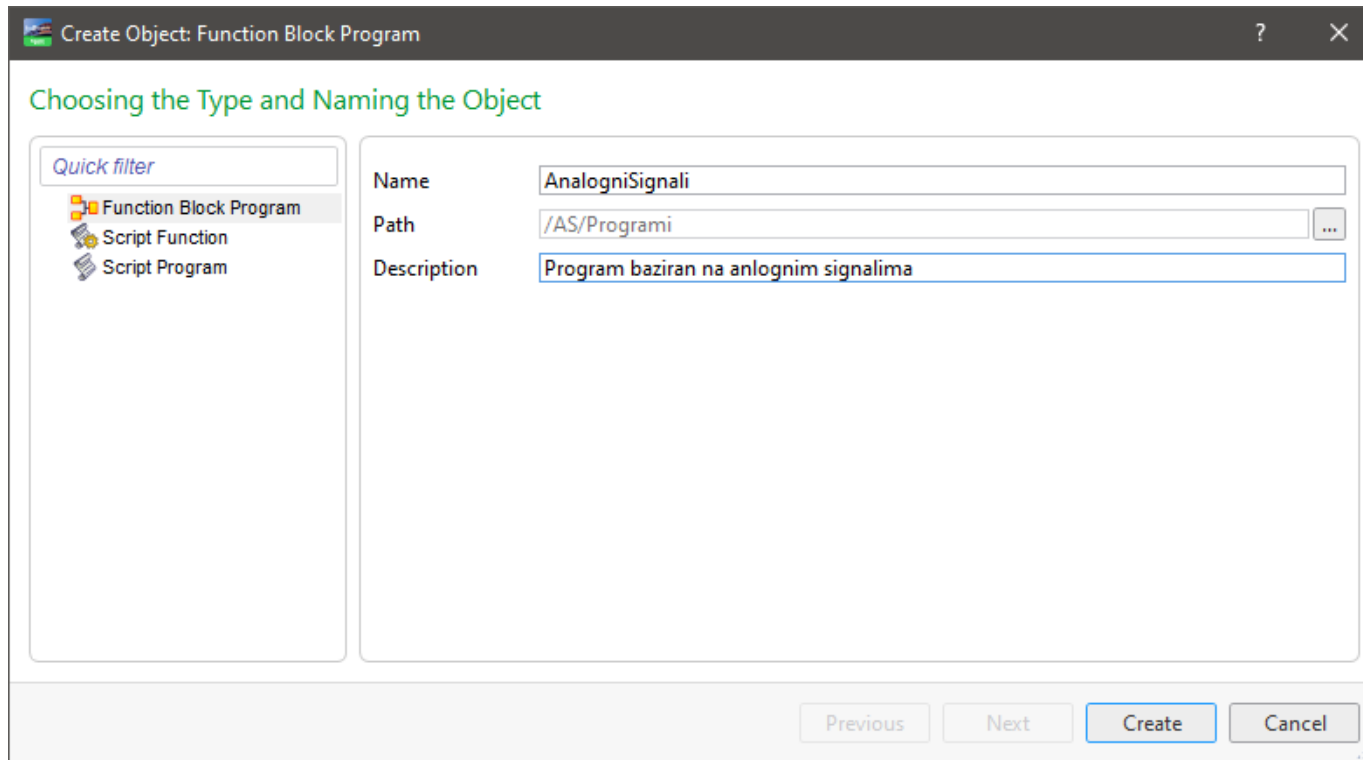 Create Object: Function Block Program ?
Choosing the Type and Naming the Object
Quick filter
Function Block Program
Script Function
Script Program
Name AnalogniSignali
Path /AS/Programi ...
Description Program baziran na anlognim signalima
Previous Next Create Cancel